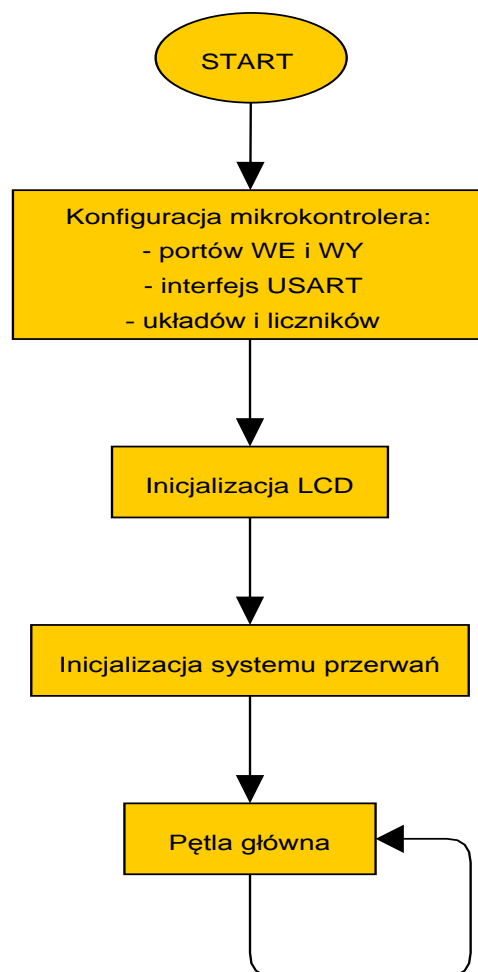 START
Konfiguracja mikrokontrolera:
- portów WE i WY
- interfejs USART
- układów i liczników
Inicjalizacja LCD
Inicjalizacja systemu przerwań
Pętla główna